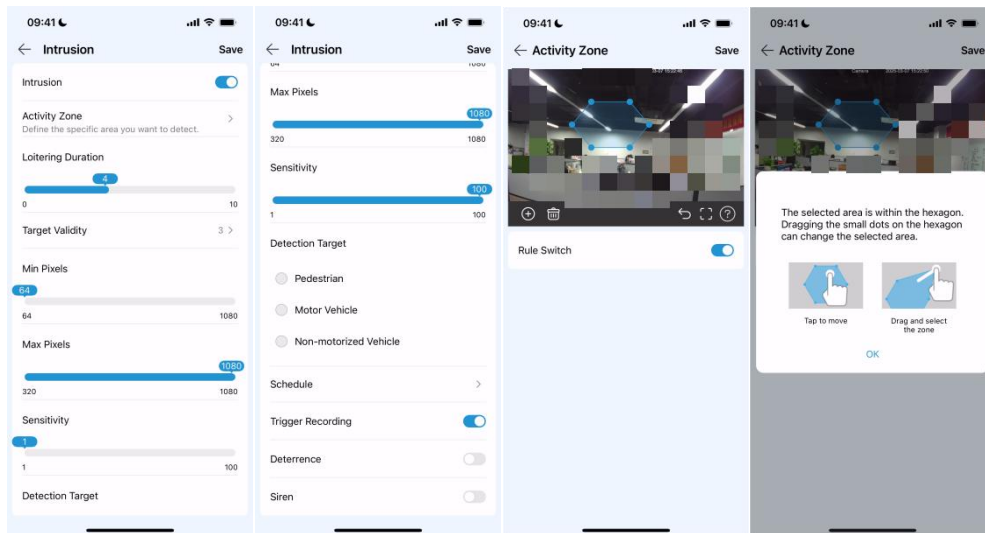 09:41
Intrusion
Save
Intrusion
Activity Zone
Define the specific area you want to detect.
Loitering Duration
4
0 10
Target Validity 3
Min Pixels
64
64 1080
Max Pixels
1080
320 1080
Sensitivity
1
1 100
Detection Target
09:41
Intrusion
Save
Max Pixels
1080
320 1080
Sensitivity
100
1 100
Detection Target
Pedestrian
Motor Vehicle
Non-motorized Vehicle
Schedule
Trigger Recording
Deterrence
Siren
09:41
Activity Zone
Save
Rule Switch
09:41
Activity Zone
Save
Camera
The selected area is within the hexagon.
Dragging the small dots on the hexagon
can change the selected area.
Tap to move
Drag and select
the zone
OK